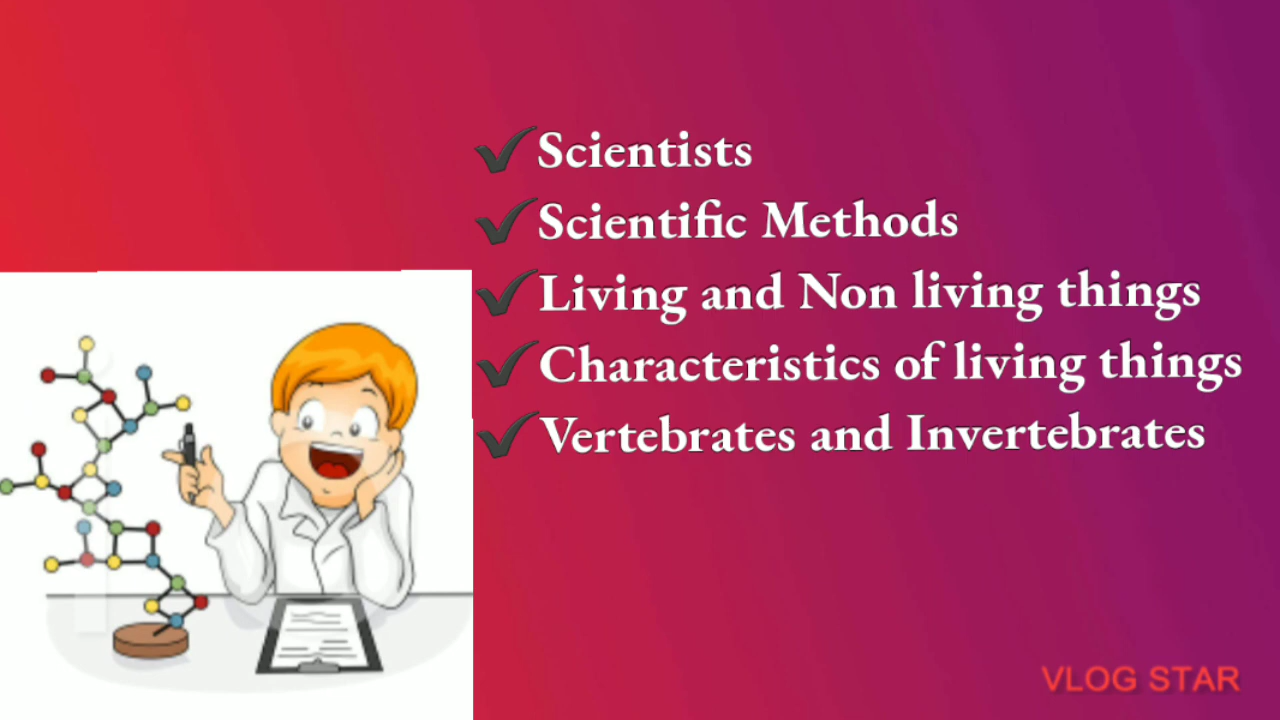 ✔Scientists
✔Scientific Methods
✔Living and Non living things
✔Characteristics of living things
✔Vertebrates and Invertebrates
VLOG STAR